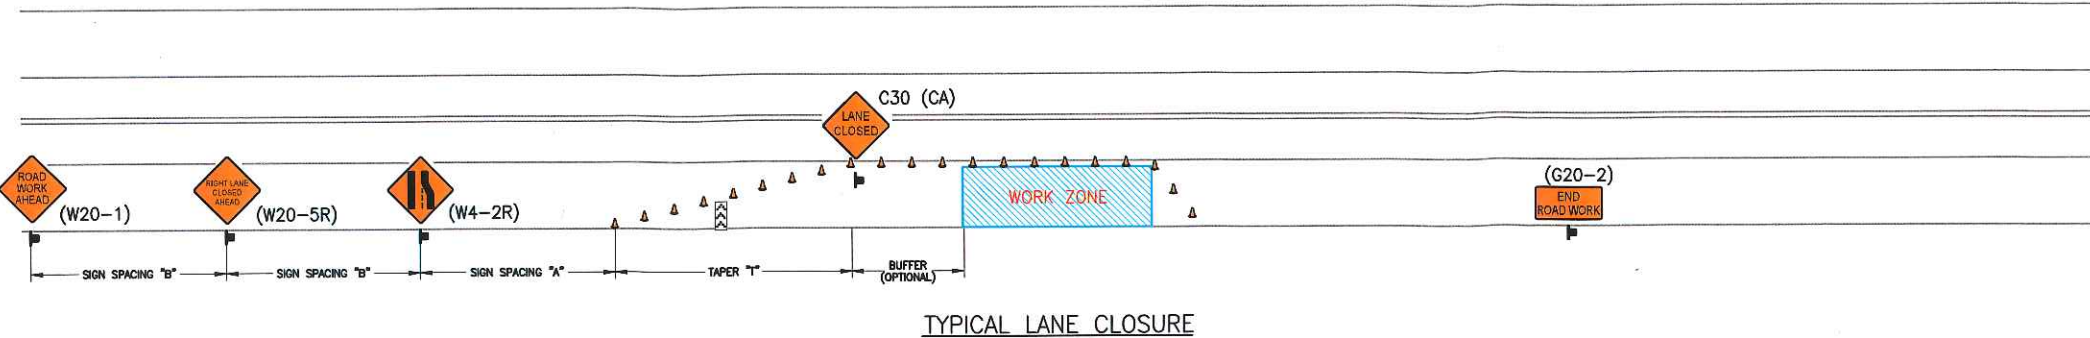 C30 (CA)
LANE
CLOSED
ROAD
WORK
AHEAD
(W20-1)
RIGHT LANE
CLOSED
AHEAD
(W20-5R)
(W4-2R)
WORK ZONE
(G20-2)
END
ROAD WORK
SIGN SPACING "B"
SIGN SPACING "B"
SIGN SPACING "A"
TAPER "T"
BUFFER
(OPTIONAL)
TYPICAL LANE CLOSURE